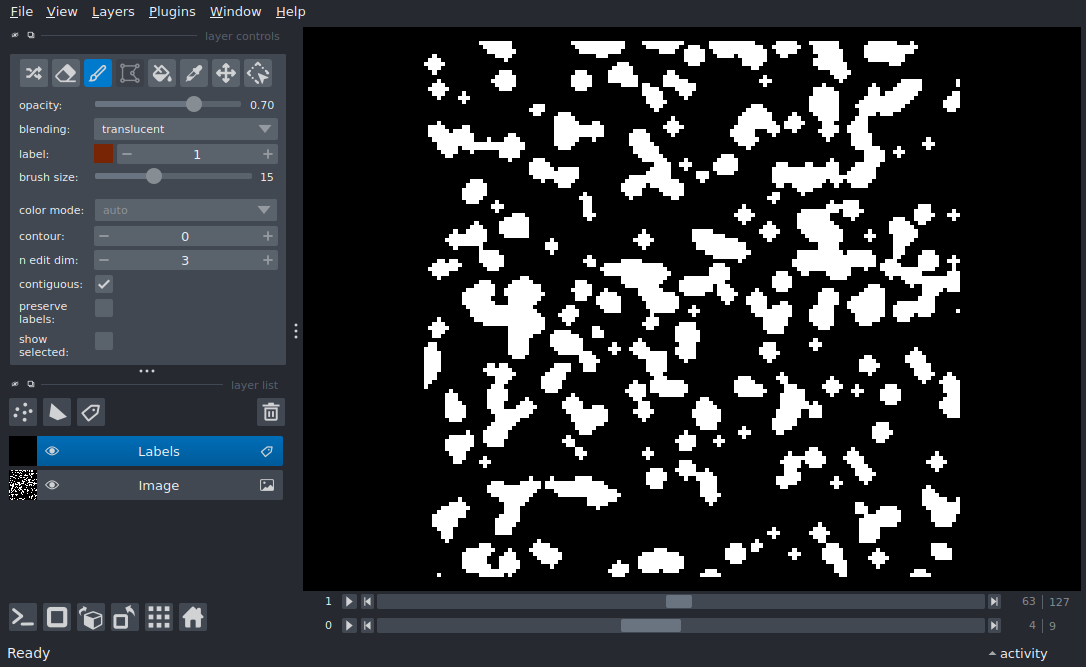 File View Layers Plugins Window Help
layer controls
opacity: 0.70
blending: translucent
label: 1
brush size: 15
color mode: auto
contour: 0
n edit dim: 3
contiguous:
preserve
labels:
show
selected:
layer list
Labels
Image
1 63 127
0 4 9
Ready activity